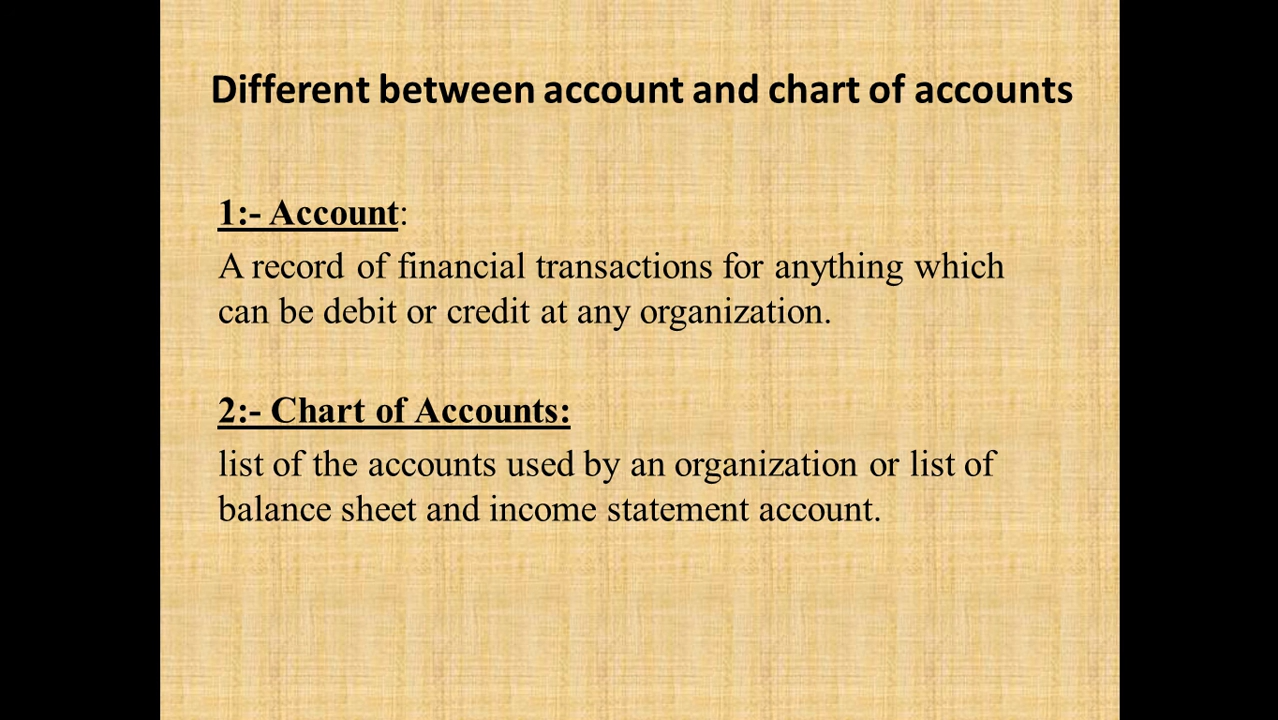 Different between account and chart of accounts
1:- Account:
A record of financial transactions for anything which
can be debit or credit at any organization.
2:- Chart of Accounts:
list of the accounts used by an organization or list of
balance sheet and income statement account.